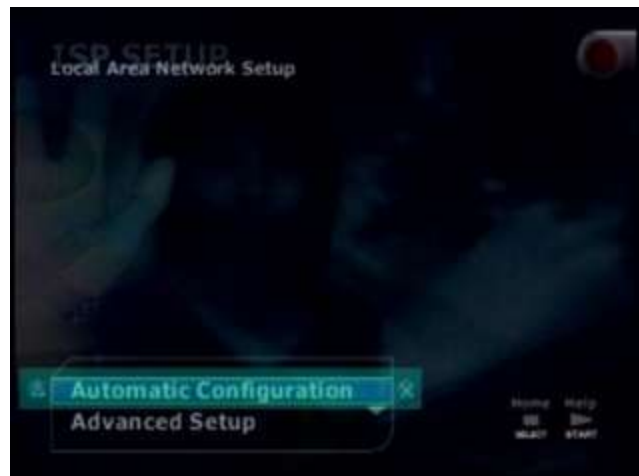 ISP SETUP
Local Area Network Setup
Automatic Configuration
Advanced Setup
Home Help
SELECT START